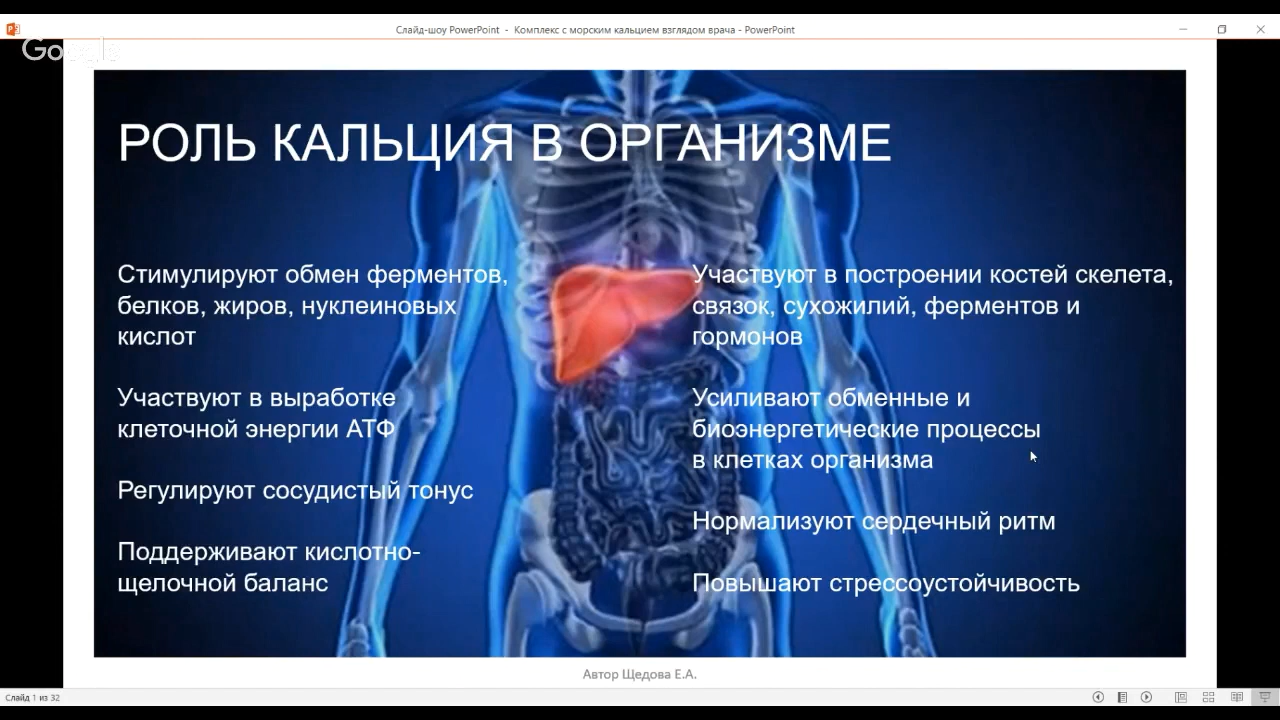 Слайд-шоу PowerPoint - Комплекс с морским кальцием взглядом врача - PowerPoint
Google
РОЛЬ КАЛЬЦИЯ В ОРГАНИЗМЕ
Стимулируют обмен ферментов,
белков, жиров, нуклеиновых
кислот
Участвуют в выработке
клеточной энергии АТФ
Регулируют сосудистый тонус
Поддерживают кислотно-
щелочной баланс
Участвуют в построении костей скелета,
связок, сухожилий, ферментов и
гормонов
Усиливают обменные и
биоэнергетические процессы
в клетках организма
Нормализуют сердечный ритм
Повышают стрессоустойчивость
Автор Щедова Е.А.
Слайд 1 из 32